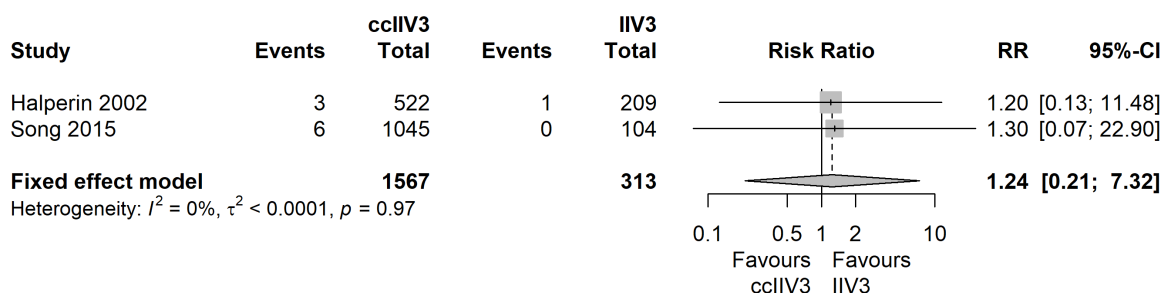 ccIIV3 IIV3
Study Events Total Events Total Risk Ratio RR 95%-CI
Halperin 2002 3 522 1 209 1.20 [0.13; 11.48]
Song 2015 6 1045 0 104 1.30 [0.07; 22.90]
Fixed effect model 1567 313 1.24 [0.21; 7.32]
Heterogeneity: I² = 0%, τ² < 0.0001, p = 0.97
0.1 0.5 1 2 10
Favours Favours
ccIIV3 IIV3